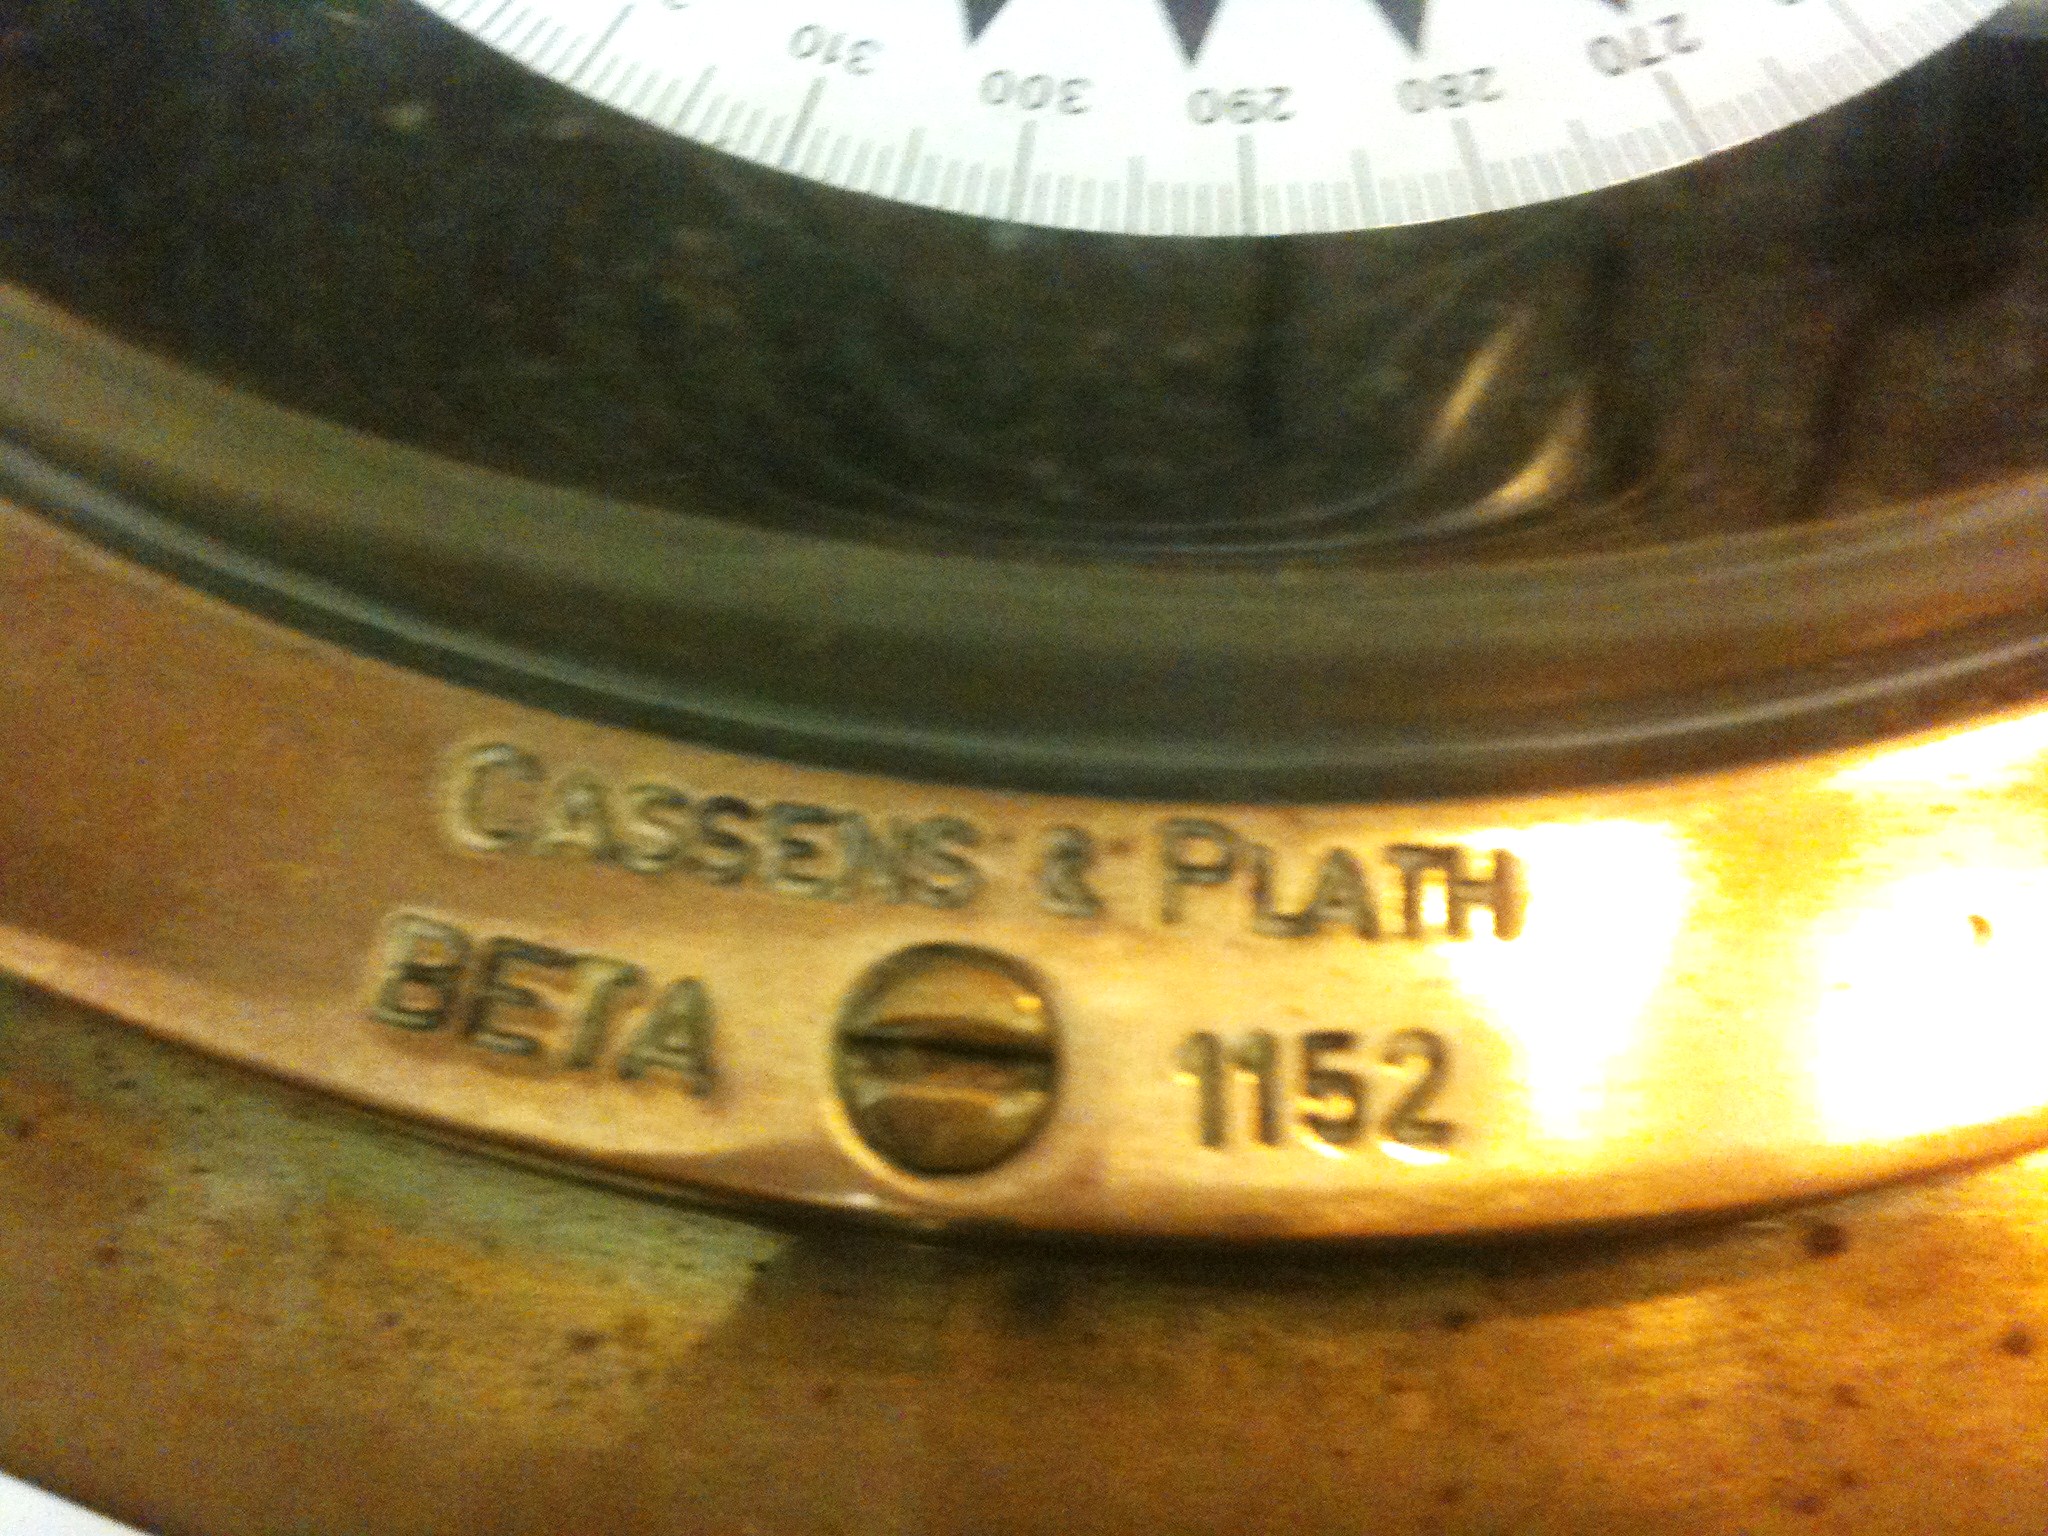 310 300 290 280 270
CASSENS & PLATH
BETA 1152